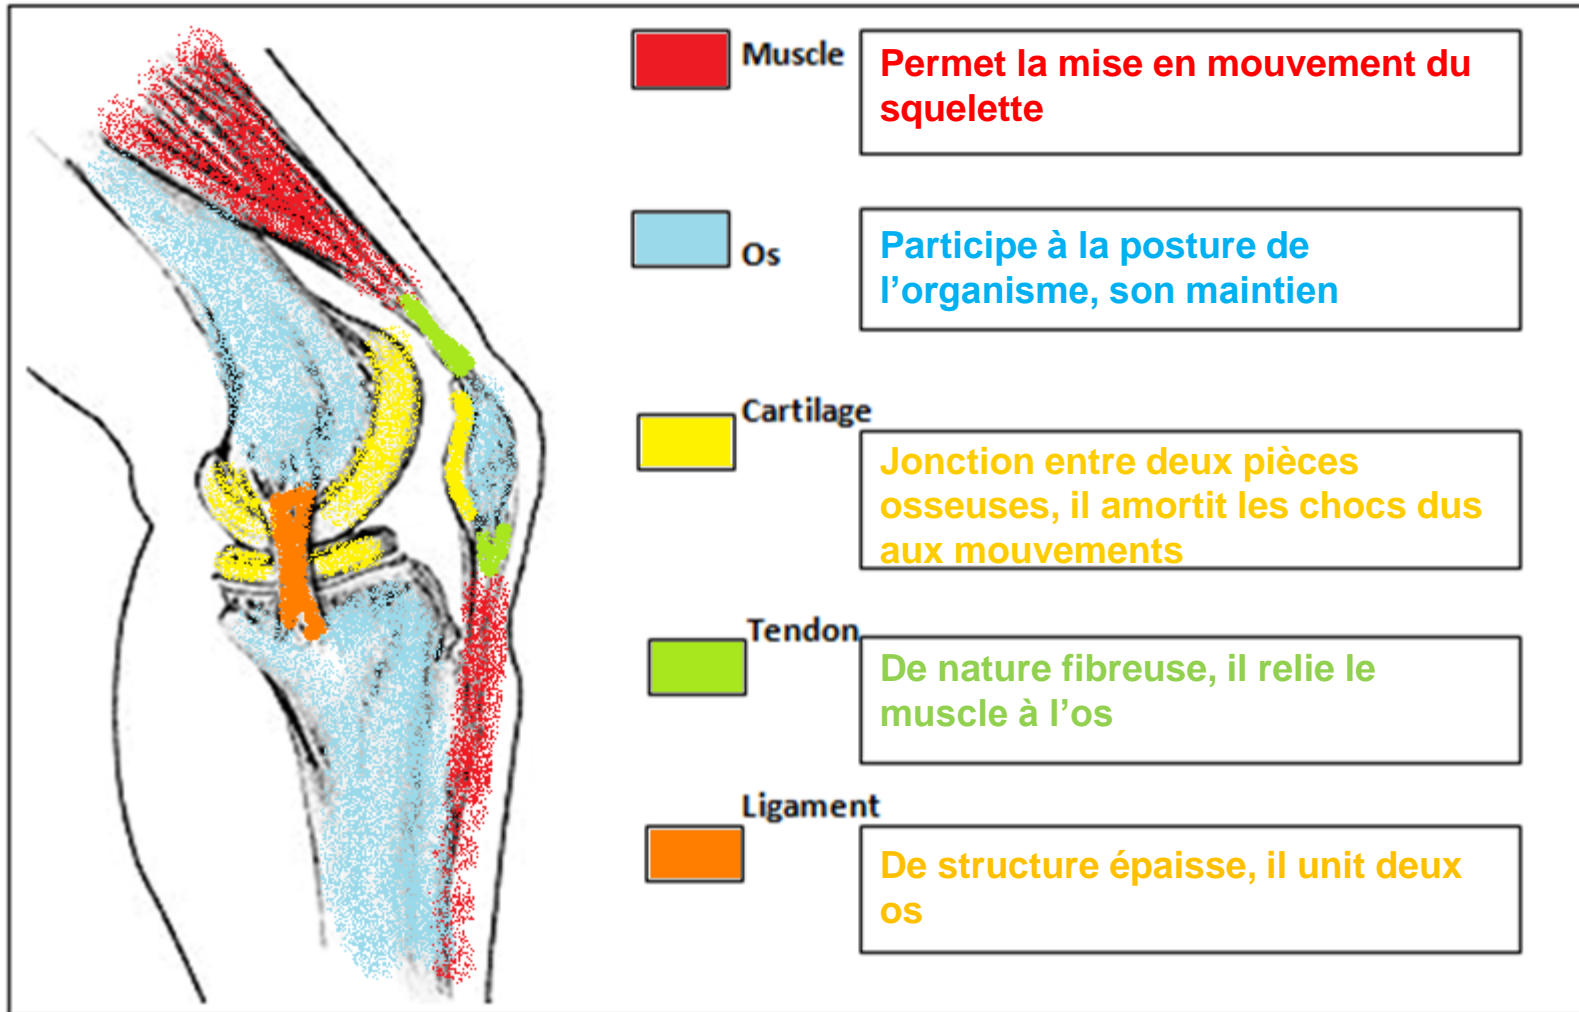 Muscle
Permet la mise en mouvement du
squelette
Os
Participe à la posture de
l’organisme, son maintien
Cartilage
Jonction entre deux pièces
osseuses, il amortit les chocs dus
aux mouvements
Tendon
De nature fibreuse, il relie le
muscle à l’os
Ligament
De structure épaisse, il unit deux
os